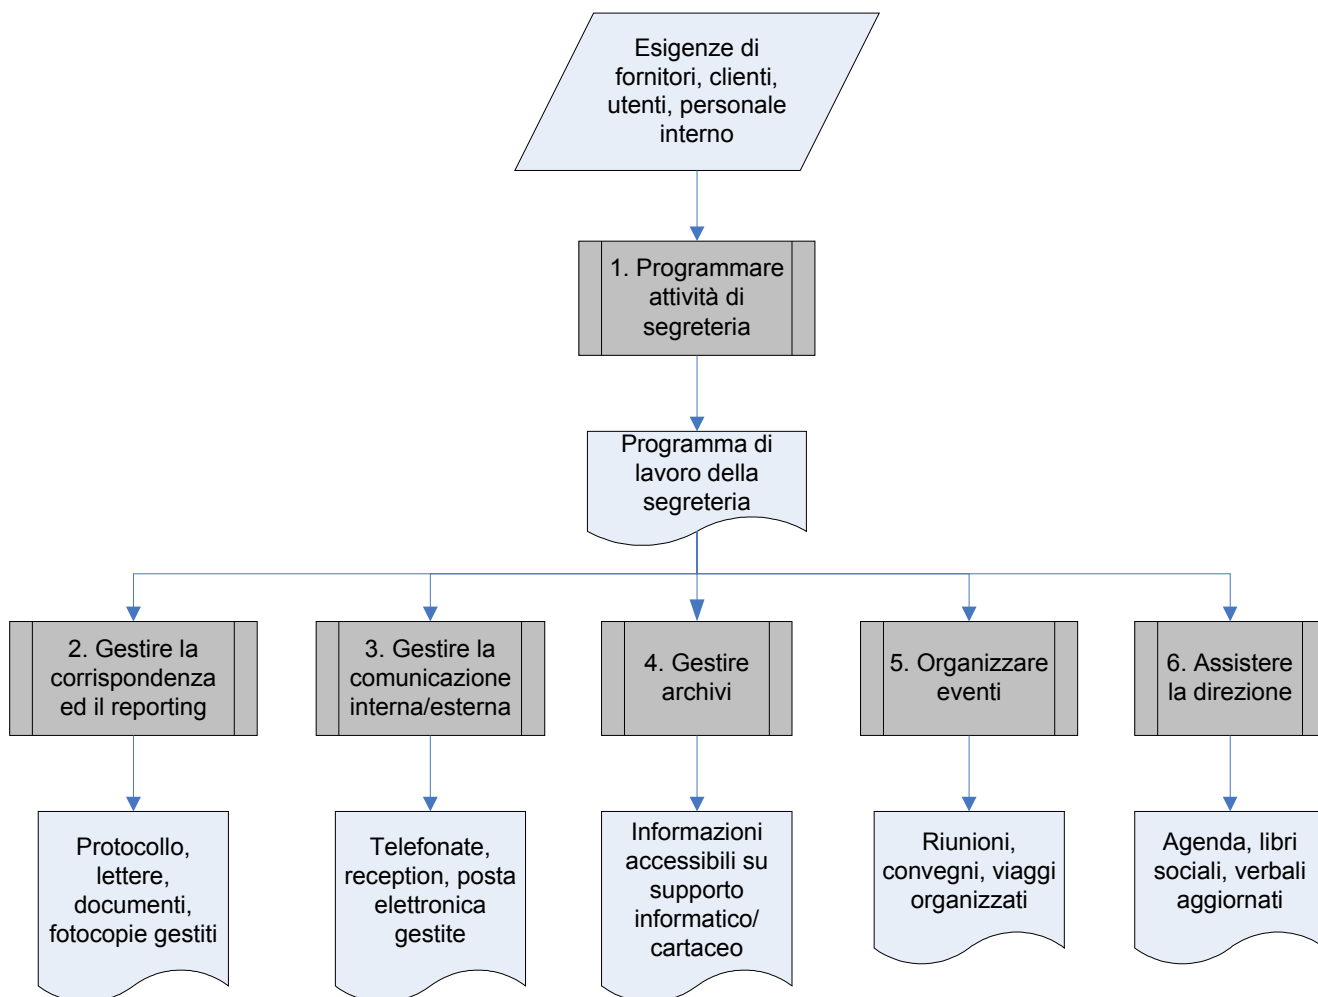 Esigenze di
fornitori, clienti,
utenti, personale
interno
1. Programmare
attività di
segreteria
Programma di
lavoro della
segreteria
2. Gestire la
corrispondenza
ed il reporting
3. Gestire la
comunicazione
interna/esterna
4. Gestire
archivi
5. Organizzare
eventi
6. Assistere
la direzione
Protocollo,
lettere,
documenti,
fotocopie gestiti
Telefonate,
reception, posta
elettronica
gestite
Informazioni
accessibili su
supporto
informatico/
cartaceo
Riunioni,
convegni, viaggi
organizzati
Agenda, libri
sociali, verbali
aggiornati